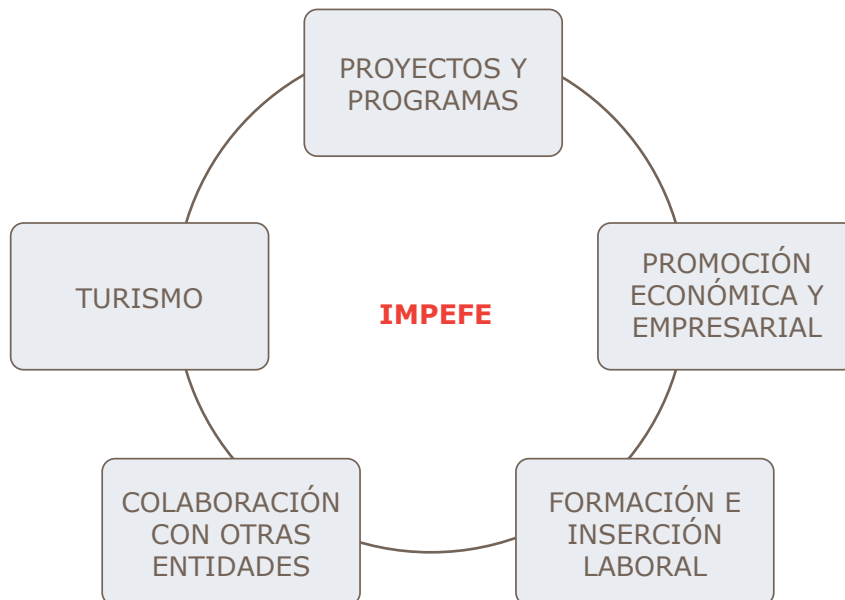 PROYECTOS Y
PROGRAMAS
PROMOCIÓN
ECONÓMICA Y
EMPRESARIAL
FORMACIÓN E
INSERCIÓN
LABORAL
COLABORACIÓN
CON OTRAS
ENTIDADES
TURISMO
IMPEFE